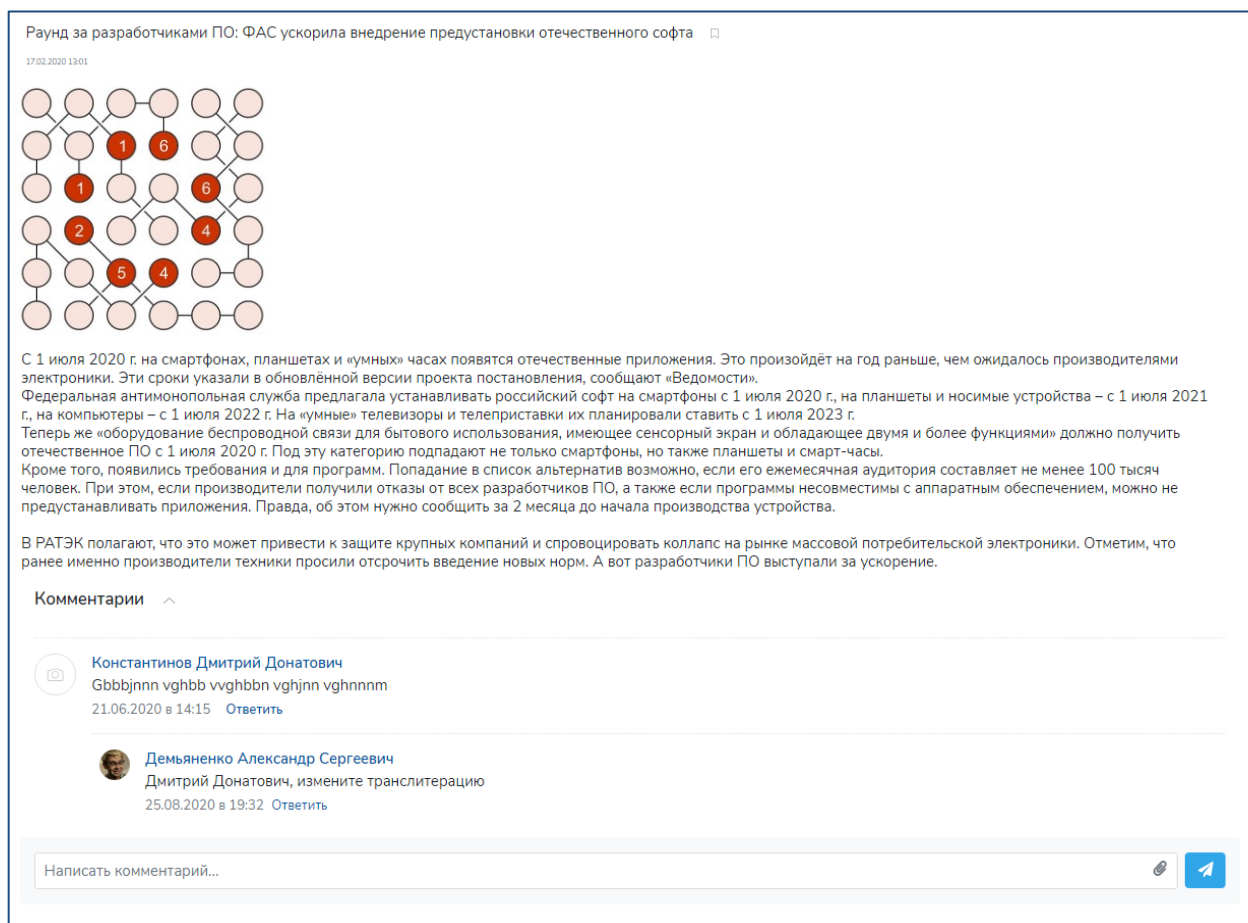 Раунд за разработчиками ПО: ФАС ускорила внедрение предустановки отечественного софта
17.02.2020 13:01
1 6
1 6
2 4
5 4
С 1 июля 2020 г. на смартфонах, планшетах и «умных» часах появятся отечественные приложения. Это произойдёт на год раньше, чем ожидалось производителями
электроники. Эти сроки указали в обновлённой версии проекта постановления, сообщают «Ведомости».
Федеральная антимонопольная служба предлагала устанавливать российский софт на смартфоны с 1 июля 2020 г., на планшеты и носимые устройства – с 1 июля 2021
г., на компьютеры – с 1 июля 2022 г. На «умные» телевизоры и телеприставки их планировали ставить с 1 июля 2023 г.
Теперь же «оборудование беспроводной связи для бытового использования, имеющее сенсорный экран и обладающее двумя и более функциями» должно получить
отечественное ПО с 1 июля 2020 г. Под эту категорию подпадают не только смартфоны, но также планшеты и смарт-часы.
Кроме того, появились требования и для программ. Попадание в список альтернатив возможно, если его ежемесячная аудитория составляет не менее 100 тысяч
человек. При этом, если производители получили отказы от всех разработчиков ПО, а также если программы несовместимы с аппаратным обеспечением, можно не
предустанавливать приложения. Правда, об этом нужно сообщить за 2 месяца до начала производства устройства.
В РАТЭК полагают, что это может привести к защите крупных компаний и спровоцировать коллапс на рынке массовой потребительской электроники. Отметим, что
ранее именно производители техники просили отсрочить введение новых норм. А вот разработчики ПО выступали за ускорение.
Комментарии
Константинов Дмитрий Донатович
Gbbbjnnn vghbb vvghbbn vghjnn vghnnnm
21.06.2020 в 14:15 Ответить
Демьяненко Александр Сергеевич
Дмитрий Донатович, измените транслитерацию
25.08.2020 в 19:32 Ответить
Написать комментарий...